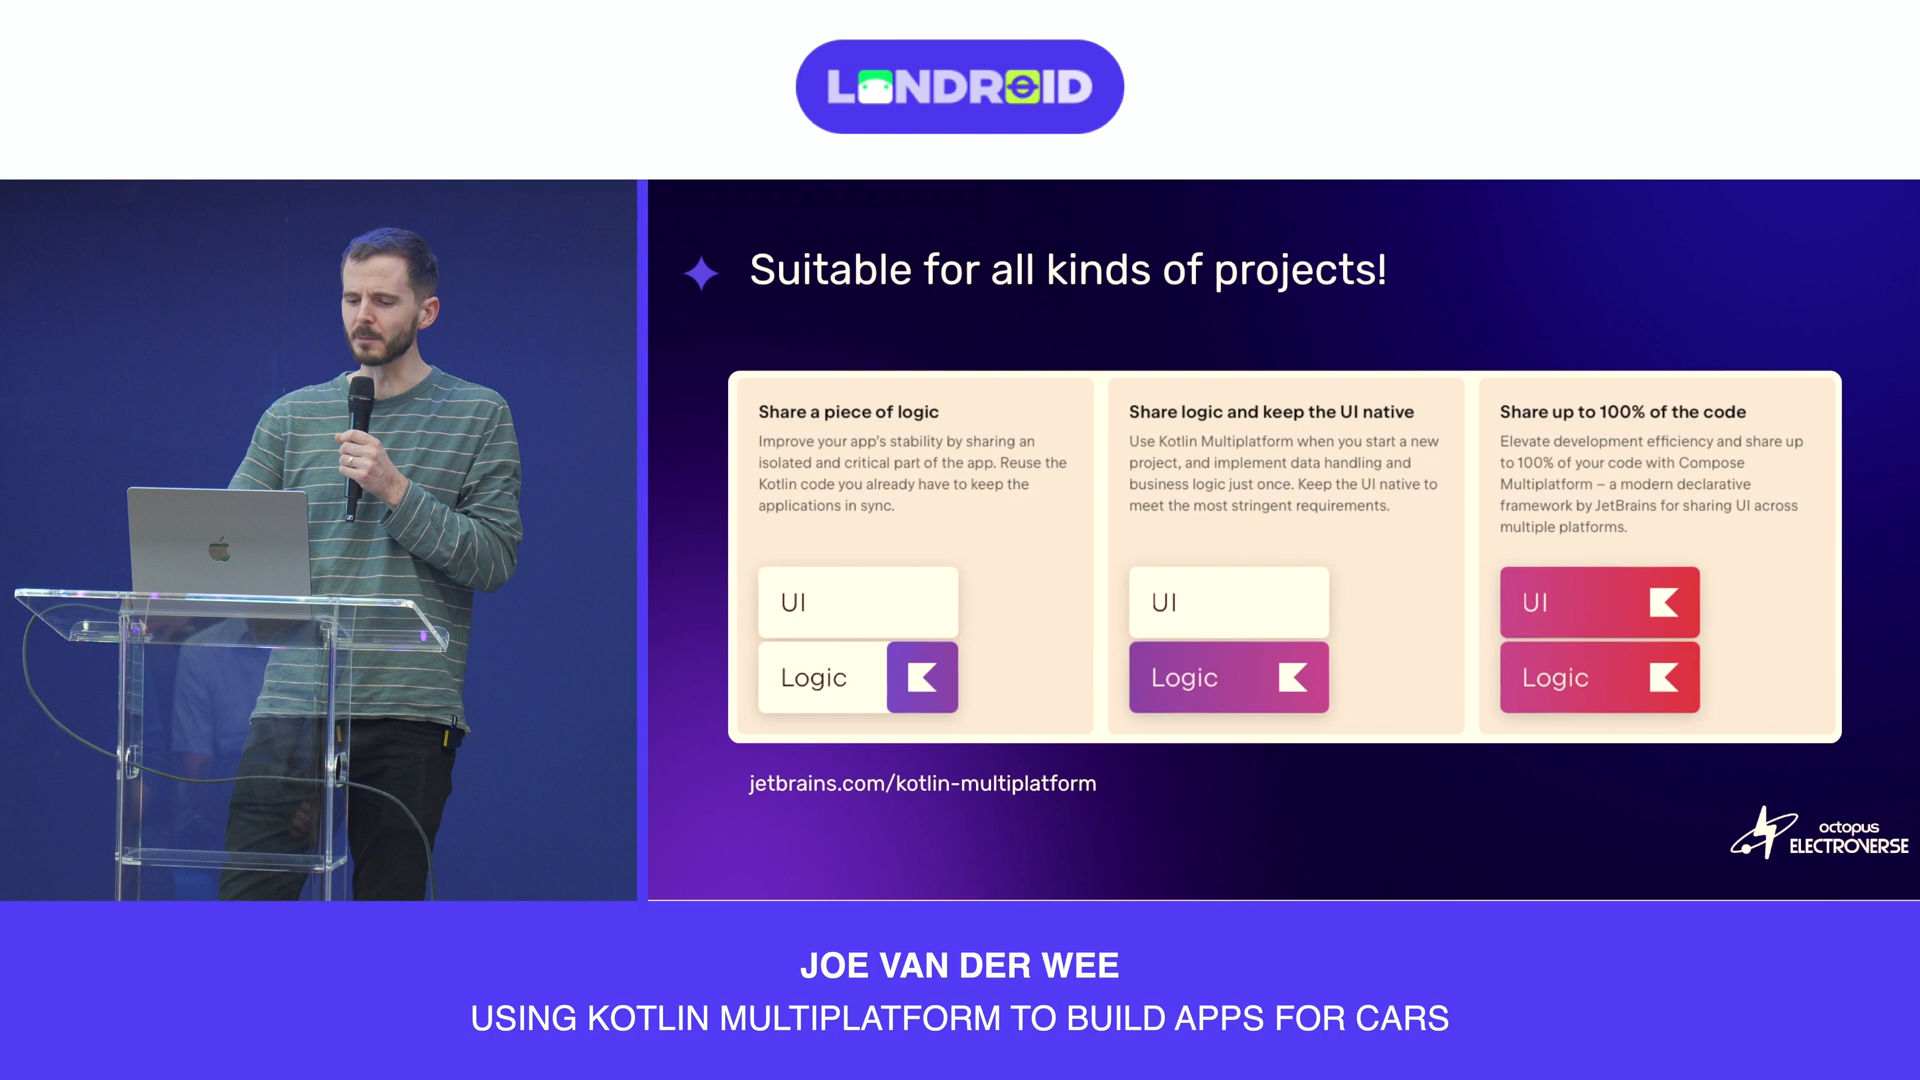 LONDROID
Suitable for all kinds of projects!
Share a piece of logic
Improve your app's stability by sharing an
isolated and critical part of the app. Reuse the
Kotlin code you already have to keep the
applications in sync.
UI
Logic
Share logic and keep the UI native
Use Kotlin Multiplatform when you start a new
project, and implement data handling and
business logic just once. Keep the UI native to
meet the most stringent requirements.
UI
Logic
Share up to 100% of the code
Elevate development efficiency and share up
to 100% of your code with Compose
Multiplatform – a modern declarative
framework by JetBrains for sharing UI across
multiple platforms.
UI
Logic
jetbrains.com/kotlin-multiplatform
octopus
ELECTROVERSE
JOE VAN DER WEE
USING KOTLIN MULTIPLATFORM TO BUILD APPS FOR CARS